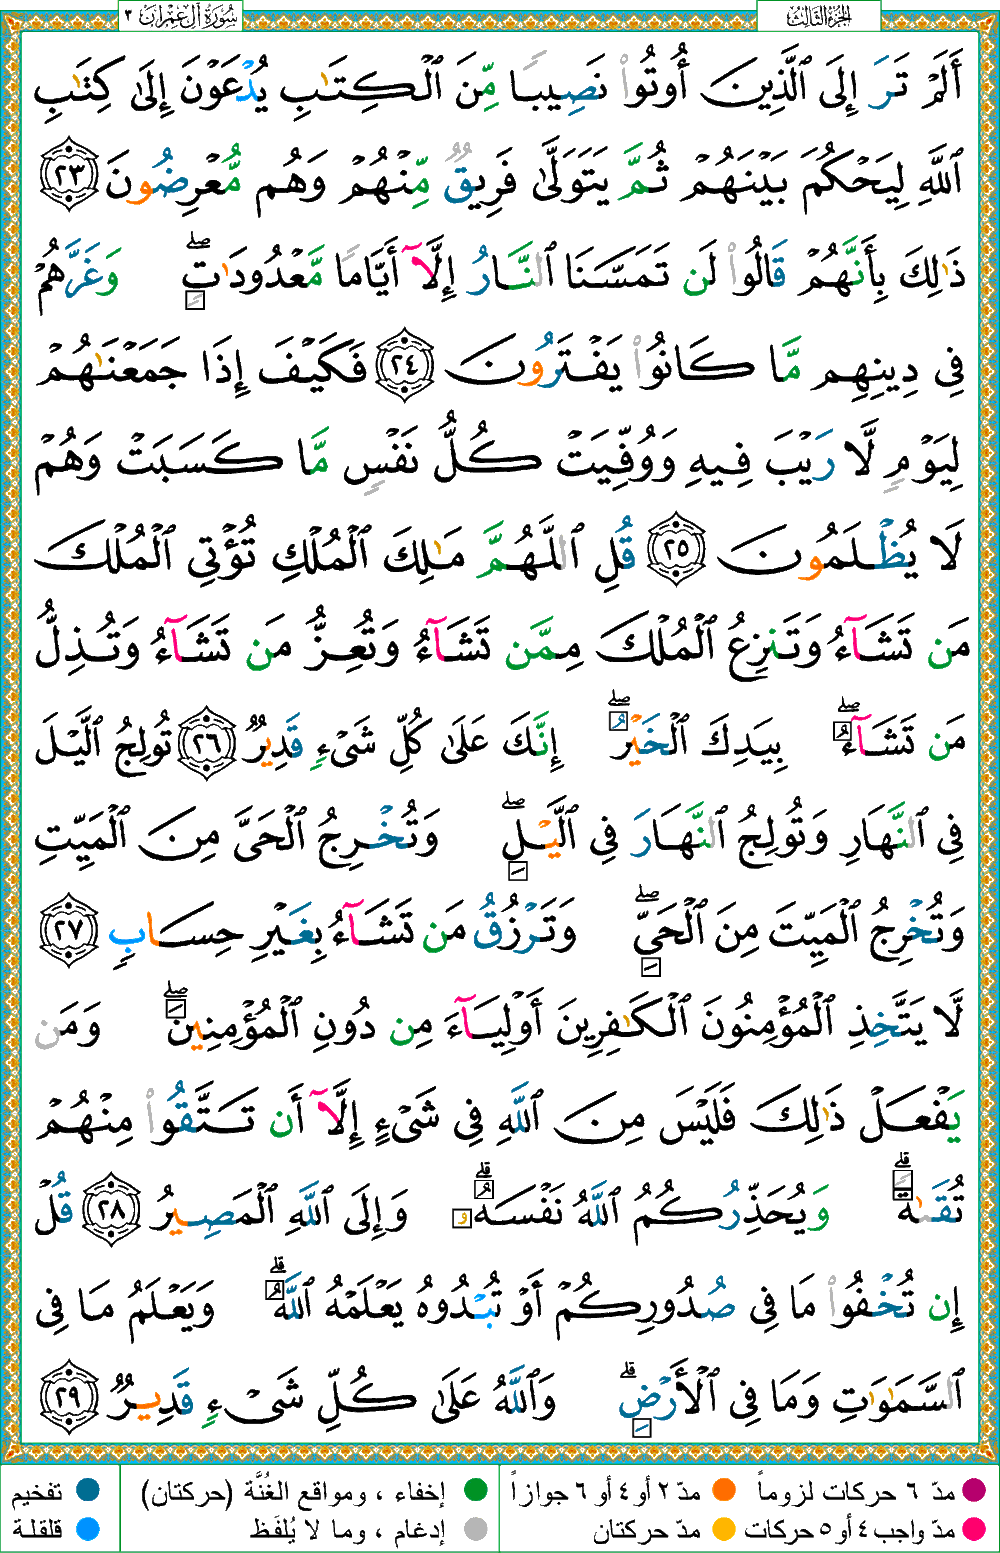 سُورَةُ آلِ عِمْرَانَ ٣
الجُزْءُ الثَّالِثُ
أَلَمْ تَرَ إِلَى ٱلَّذِينَ أُوتُوا۟ نَصِيبًا مِّنَ ٱلْكِتَٰبِ يُدْعَوْنَ إِلَىٰ كِتَٰبِ
ٱللَّهِ لِيَحْكُمَ بَيْنَهُمْ ثُمَّ يَتَوَلَّىٰ فَرِيقٌ مِّنْهُمْ وَهُم مُّعْرِضُونَ ٢٣
ذَٰلِكَ بِأَنَّهُمْ قَالُوا۟ لَن تَمَسَّنَا ٱلنَّارُ إِلَّآ أَيَّامًا مَّعْدُودَٰتٍ ۖ وَغَرَّهُمْ
فِى دِينِهِم مَّا كَانُوا۟ يَفْتَرُونَ ٢٤ فَكَيْفَ إِذَا جَمَعْنَٰهُمْ
لِيَوْمٍ لَّا رَيْبَ فِيهِ وَوُفِّيَتْ كُلُّ نَفْسٍ مَّا كَسَبَتْ وَهُمْ
لَا يُظْلَمُونَ ٢٥ قُلِ ٱللَّهُمَّ مَٰلِكَ ٱلْمُلْكِ تُؤْتِى ٱلْمُلْكَ
مَن تَشَآءُ وَتَنزِعُ ٱلْمُلْكَ مِمَّن تَشَآءُ وَتُعِزُّ مَن تَشَآءُ وَتُذِلُّ
مَن تَشَآءُ ۖ بِيَدِكَ ٱلْخَيْرُ ۖ إِنَّكَ عَلَىٰ كُلِّ شَىْءٍ قَدِيرٌ ٢٦ تُولِجُ ٱلَّيْلَ
فِى ٱلنَّهَارِ وَتُولِجُ ٱلنَّهَارَ فِى ٱلَّيْلِ ۖ وَتُخْرِجُ ٱلْحَىَّ مِنَ ٱلْمَيِّتِ
وَتُخْرِجُ ٱلْمَيِّتَ مِنَ ٱلْحَىِّ ۖ وَتَرْزُقُ مَن تَشَآءُ بِغَيْرِ حِسَابٍ ٢٧
لَّا يَتَّخِذِ ٱلْمُؤْمِنُونَ ٱلْكَٰفِرِينَ أَوْلِيَآءَ مِن دُونِ ٱلْمُؤْمِنِينَ ۖ وَمَن
يَفْعَلْ ذَٰلِكَ فَلَيْسَ مِنَ ٱللَّهِ فِى شَىْءٍ إِلَّآ أَن تَتَّقُوا۟ مِنْهُمْ
تُقَىٰةً ۗ وَيُحَذِّرُكُمُ ٱللَّهُ نَفْسَهُۥ ۗ وَإِلَى ٱللَّهِ ٱلْمَصِيرُ ٢٨ قُلْ
إِن تُخْفُوا۟ مَا فِى صُدُورِكُمْ أَوْ تُبْدُوهُ يَعْلَمْهُ ٱللَّهُ ۗ وَيَعْلَمُ مَا فِى
ٱلسَّمَٰوَٰتِ وَمَا فِى ٱلْأَرْضِ ۗ وَٱللَّهُ عَلَىٰ كُلِّ شَىْءٍ قَدِيرٌ ٢٩
مدّ ٦ حركات لزوماً
مدّ ٢ أو ٤ أو ٦ جوازاً
إخفاء ، ومواقع الغُنَّة (حركتان)
تفخيم
مدّ واجب ٤ أو ٥ حركات
مدّ حركتان
إدغام ، وما لا يُلفَظ
قلقلة